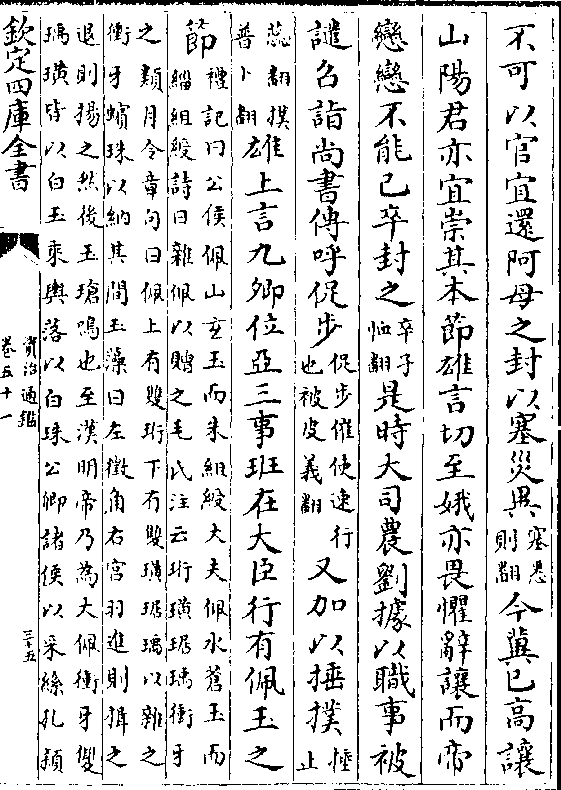 不可以官宜還阿母之封以塞災異塞悉則翻今冀已高讓
山陽君亦宜崇其本節雄言切至娥亦畏懼辭讓而帝
戀戀不能已卒封之卒子恤翻是時大司農劉據以職事被
譴召詣尚書傳呼促步促步催使速行也被皮義翻又加以捶撲捶止
蕊翻撲普卜翻雄上言九卿位亞三事班在大臣行有佩玉之
節禮記曰公侯佩山玄玉而朱組綬大夫佩水蒼玉而
緇組綬詩曰雜佩以贈之毛氏注云珩璜琚瑀衝牙
之類月令章句曰佩上有雙珩下有雙璜琚瑀以雜之
衝牙蠙珠以納其間玉藻曰左徵角右宮羽進則揖之
退則揚之然後玉瑲鳴也至漢明帝乃為大佩衝牙雙
瑀璜皆以白玉乘輿落以白珠公卿諸侯以采絲孔穎
欽定四庫全書
資治通鑑
卷五十一
三十五